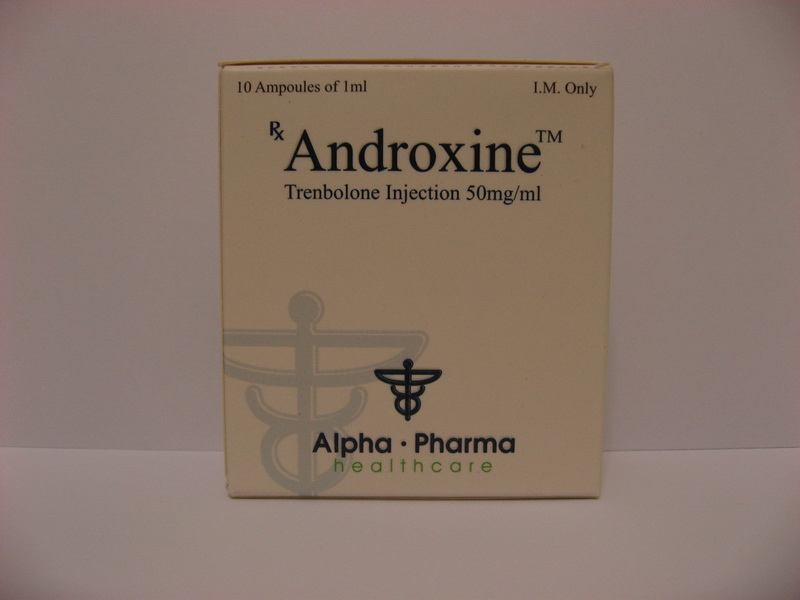 10 Ampoules of 1ml
I.M. Only
Rx Androxine™
Trenbolone Injection 50mg/ml
Alpha · Pharma
healthcare